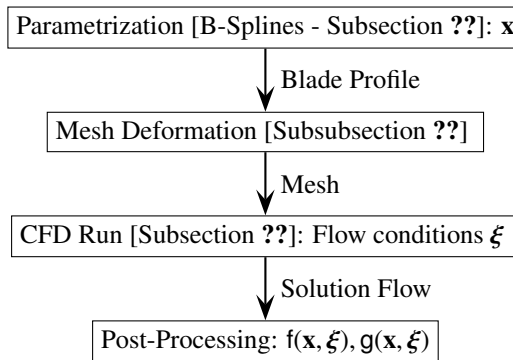 Parametrization [B-Splines - Subsection ??]: x
Blade Profile
Mesh Deformation [Subsubsection ??]
Mesh
CFD Run [Subsection ??]: Flow conditions ξ
Solution Flow
Post-Processing: f(x, ξ), g(x, ξ)